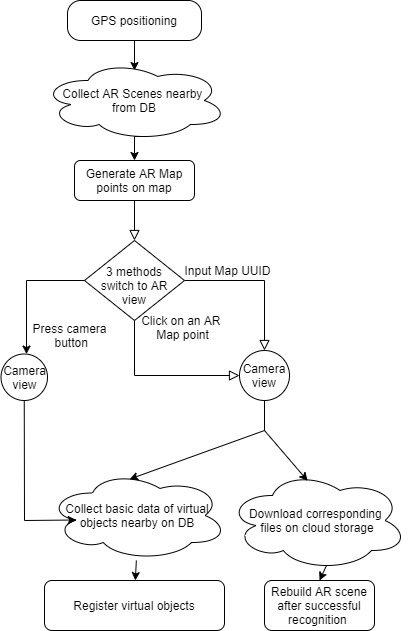 GPS positioning
Collect AR Scenes nearby
from DB
Generate AR Map
points on map
3 methods
switch to AR
view
Input Map UUID
Press camera
button
Click on an AR
Map point
Camera
view
Camera
view
Collect basic data of virtual
objects nearby on DB
Download corresponding
files on cloud storage
Register virtual objects
Rebuild AR scene
after successful
recognition